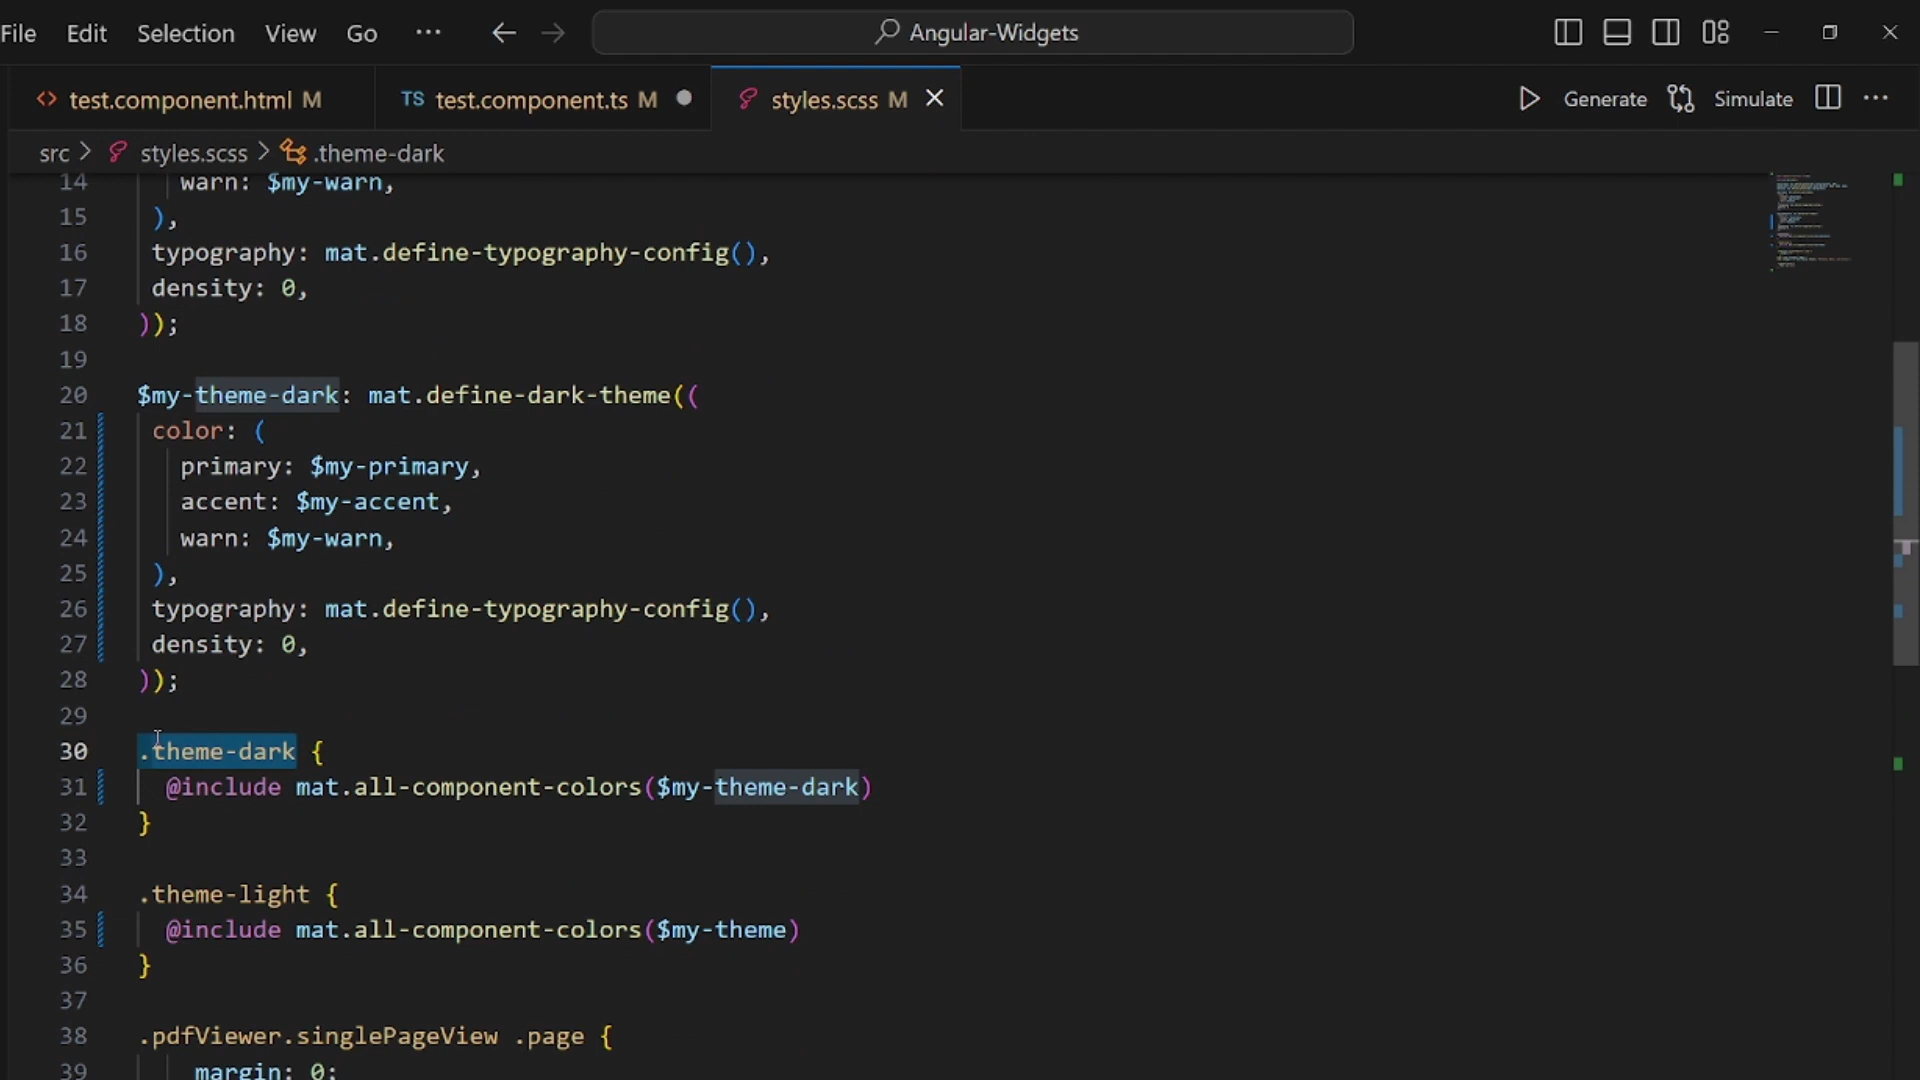 File Edit Selection View Go ··· ← → Angular-Widgets
<> test.component.html M TS test.component.ts M ● styles.scss M × Generate Simulate ···
src > styles.scss > .theme-dark
14 warn: $my-warn,
15 ),
16 typography: mat.define-typography-config(),
17 density: 0,
18 ));
19
20 $my-theme-dark: mat.define-dark-theme((
21 color: (
22 primary: $my-primary,
23 accent: $my-accent,
24 warn: $my-warn,
25 ),
26 typography: mat.define-typography-config(),
27 density: 0,
28 ));
29
30 .theme-dark {
31 @include mat.all-component-colors($my-theme-dark)
32 }
33
34 .theme-light {
35 @include mat.all-component-colors($my-theme)
36 }
37
38 .pdfViewer.singlePageView .page {
39 margin: 0;